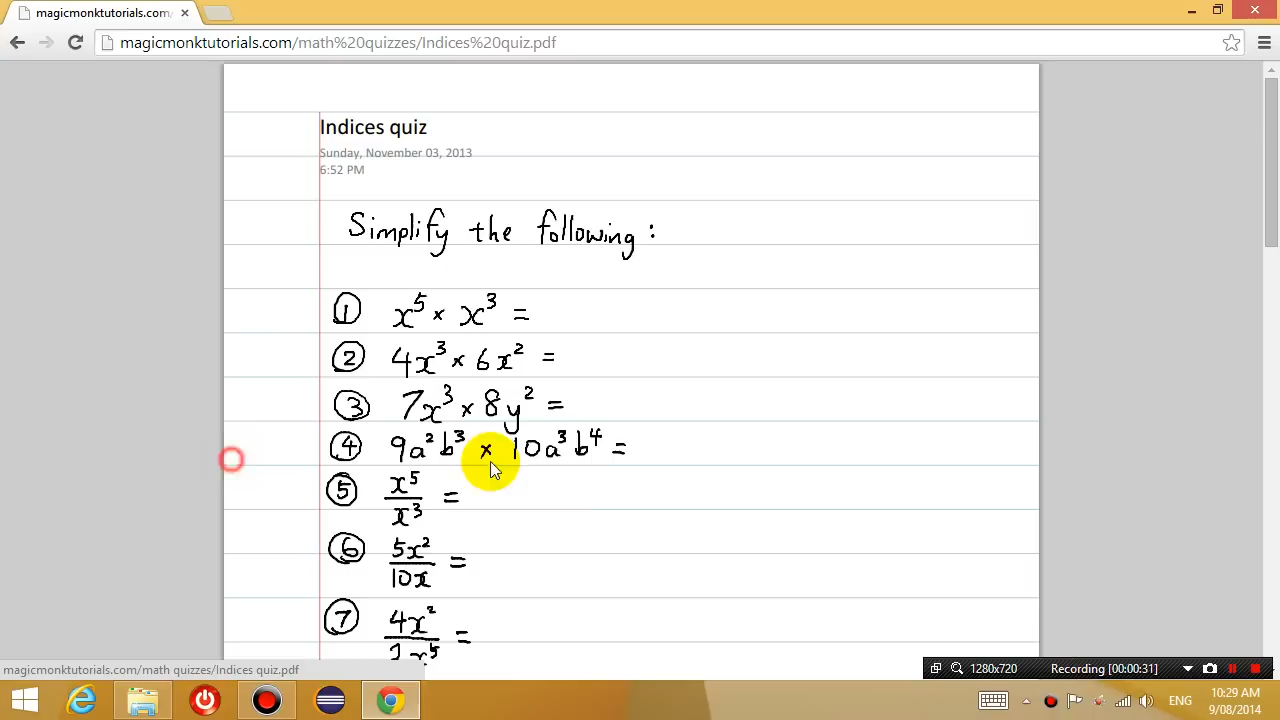 magicmonktutorials.com/
magicmonktutorials.com/math%20quizzes/Indices%20quiz.pdf
Indices quiz
Sunday, November 03, 2013
6:52 PM
Simplify the following:
① x⁵ × x³ =
② 4x³ × 6x² =
③ 7x³ × 8y² =
④ 9a²b³ × 10a³b⁴ =
⑤ x⁵/x³ =
⑥ 5x²/10x =
⑦ 4x²/ x⁵ =
magicmonktutorials.com/math quizzes/Indices quiz.pdf
1280x720 Recording [00:00:31]
ENG
10:29 AM
9/08/2014